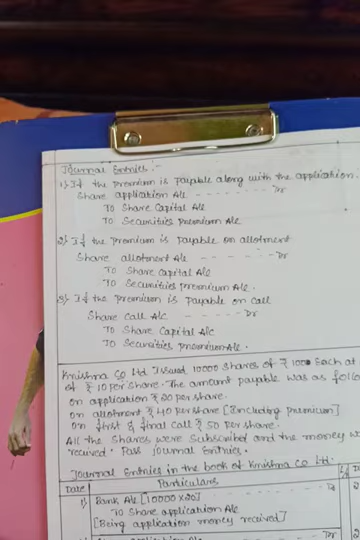 Journal Entries :-
1) If the premium is payable along with the application.
Share application A/c - - - - - - - - Dr
To Share Capital A/c
To Securities premium A/c
2) If the premium is payable on allotment
Share allotment A/c - - - - - - Dr
To Share Capital A/c
To Securities premium A/c.
3) If the premium is payable on call
Share call A/c - - - - - - Dr
To Share Capital A/c
To Securities premium A/c.
Krishna Co Ltd. Issued 10000 shares of ₹ 100 Each at
of ₹ 10 per share. The amount payable was as follo
on application ₹ 20 per share.
on allotment ₹ 40 per share [Including premium]
on first & final call ₹ 50 per share.
All the shares were subscribed and the money w
received. Pass journal Entries.
Journal Entries in the book of Krishna Co Ltd.
Date Particulars
1) Bank A/c [10000 x 20] - - - - - - Dr
To Share application A/c
[Being application money received]